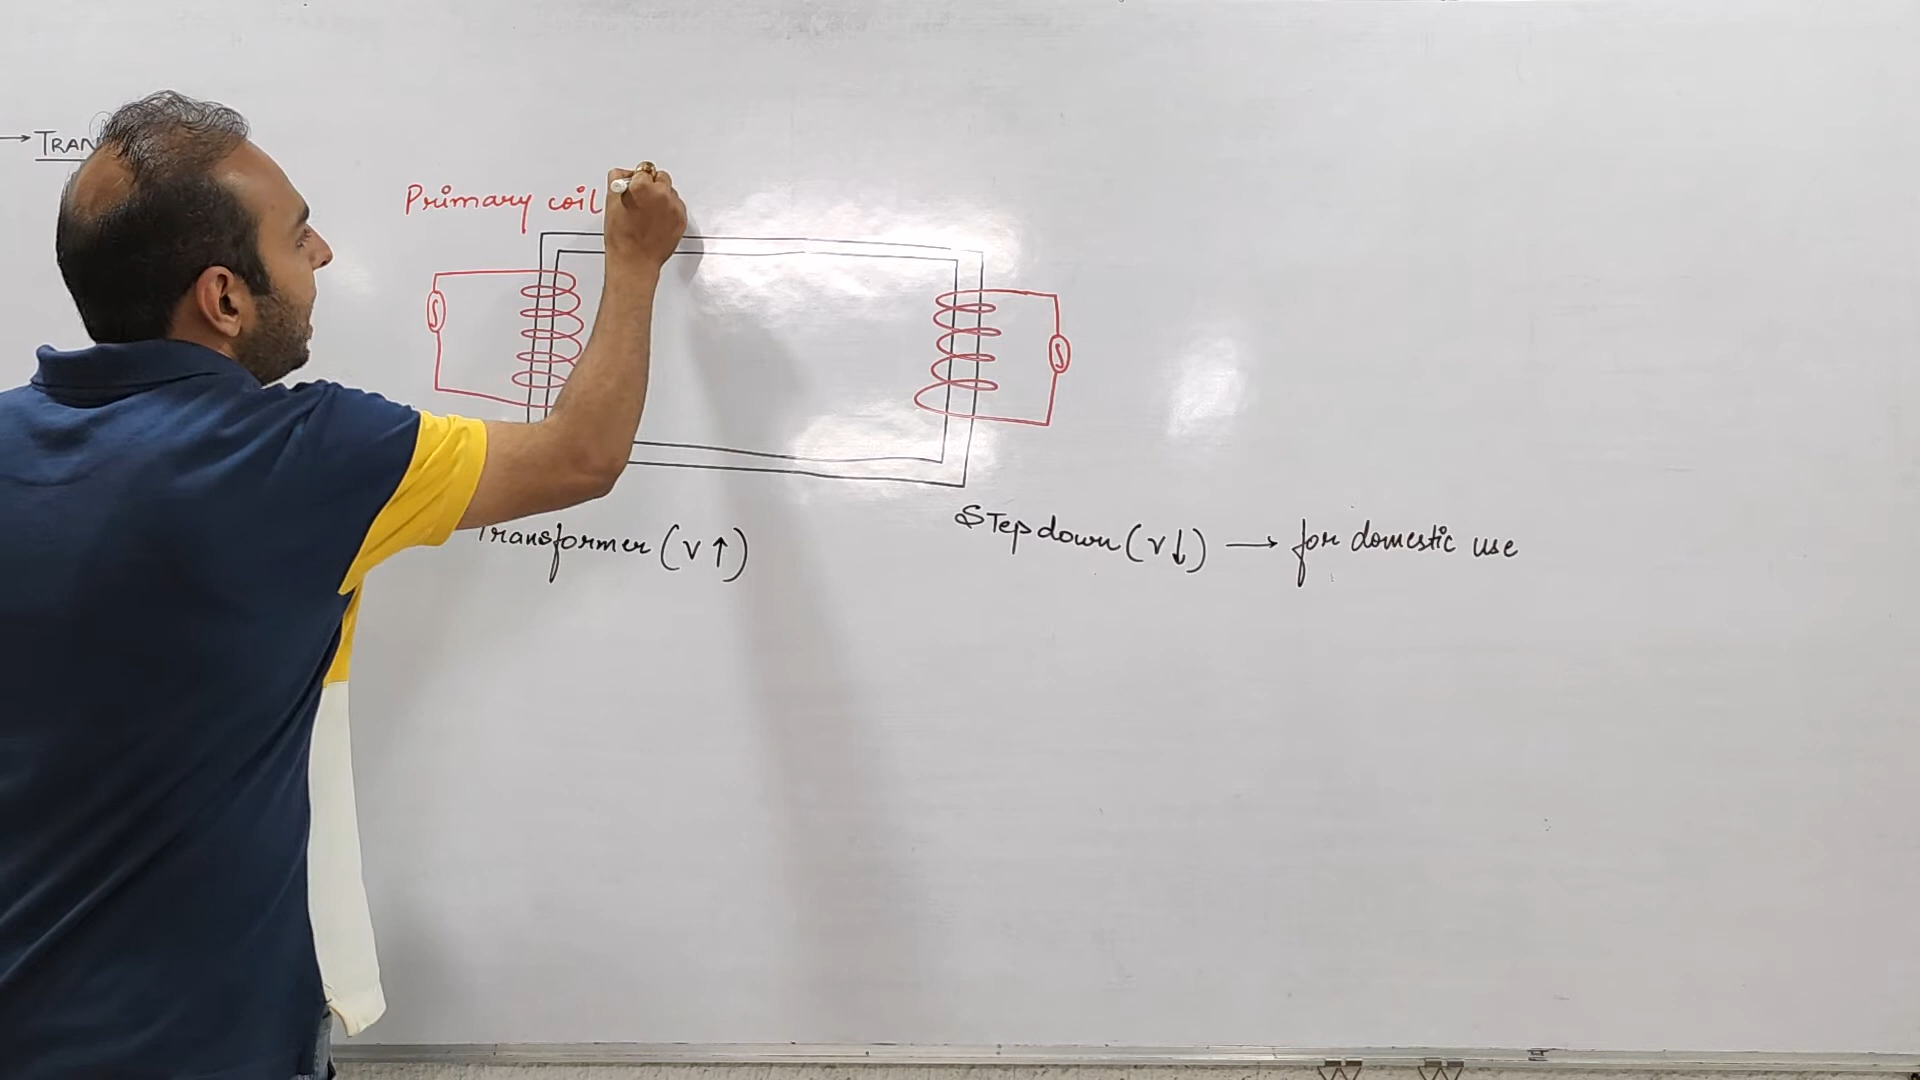 → TRAN
Primary coil
S
S
Transformer (V↑)
Step down (V↓) → for domestic use